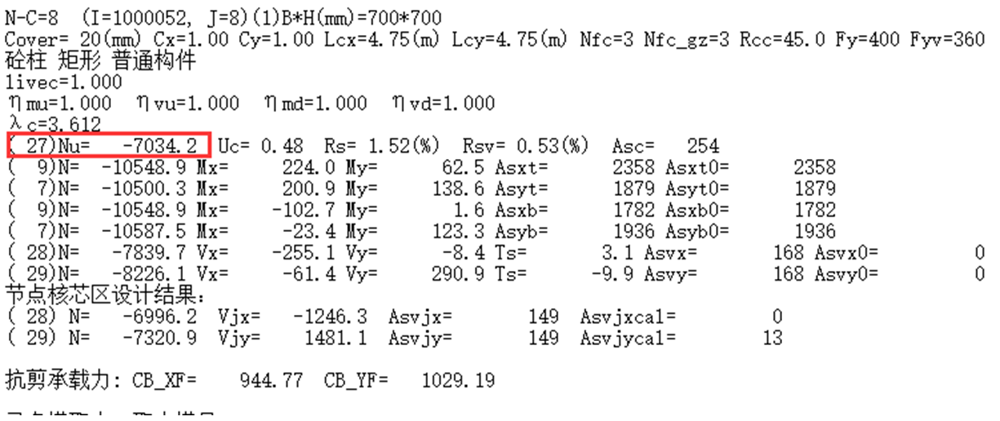 N-C=8 (I=1000052, J=8)(1)B*H(mm)=700*700
Cover= 20(mm) Cx=1.00 Cy=1.00 Lcx=4.75(m) Lcy=4.75(m) Nfc=3 Nfc_gz=3 Rcc=45.0 Fy=400 Fyv=360
砼柱 矩形 普通构件
livec=1.000
ηmu=1.000 ηvu=1.000 ηmd=1.000 ηvd=1.000
λc=3.612
( 27)Nu= -7034.2 Uc= 0.48 Rs= 1.52(%) Rsv= 0.53(%) Asc= 254
( 9)N= -10548.9 Mx= 224.0 My= 62.5 Asxt= 2358 Asxt0= 2358
( 7)N= -10500.3 Mx= 200.9 My= 138.6 Asyt= 1879 Asyt0= 1879
( 9)N= -10548.9 Mx= -102.7 My= 1.6 Asxb= 1782 Asxb0= 1782
( 7)N= -10587.5 Mx= -23.4 My= 123.3 Asyb= 1936 Asyb0= 1936
( 28)N= -7839.7 Vx= -255.1 Vy= -8.4 Ts= 3.1 Asvx= 168 Asvx0= 0
( 29)N= -8226.1 Vx= -61.4 Vy= 290.9 Ts= -9.9 Asvy= 168 Asvy0= 0
节点核芯区设计结果:
( 28) N= -6996.2 Vjx= -1246.3 Asvjx= 149 Asvjxcal= 0
( 29) N= -7320.9 Vjy= 1481.1 Asvjy= 149 Asvjycal= 13
抗剪承载力: CB_XF= 944.77 CB_YF= 1029.19